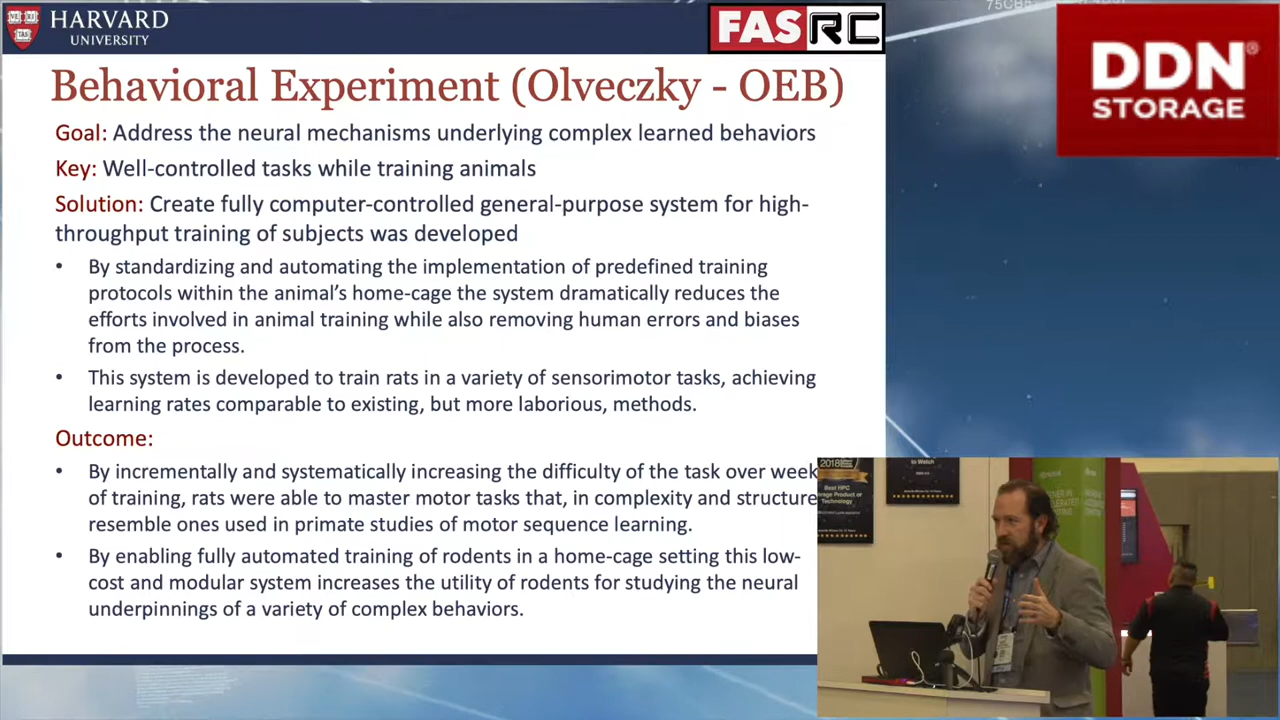 HARVARD
UNIVERSITY
FAS RC
DDN
STORAGE
Behavioral Experiment (Olveczky - OEB)
Goal: Address the neural mechanisms underlying complex learned behaviors
Key: Well-controlled tasks while training animals
Solution: Create fully computer-controlled general-purpose system for high-
throughput training of subjects was developed
• By standardizing and automating the implementation of predefined training
protocols within the animal's home-cage the system dramatically reduces the
efforts involved in animal training while also removing human errors and biases
from the process.
• This system is developed to train rats in a variety of sensorimotor tasks, achieving
learning rates comparable to existing, but more laborious, methods.
Outcome:
• By incrementally and systematically increasing the difficulty of the task over week
of training, rats were able to master motor tasks that, in complexity and structure
resemble ones used in primate studies of motor sequence learning.
• By enabling fully automated training of rodents in a home-cage setting this low-
cost and modular system increases the utility of rodents for studying the neural
underpinnings of a variety of complex behaviors.
2018
Best HPC
Technology
to Watch